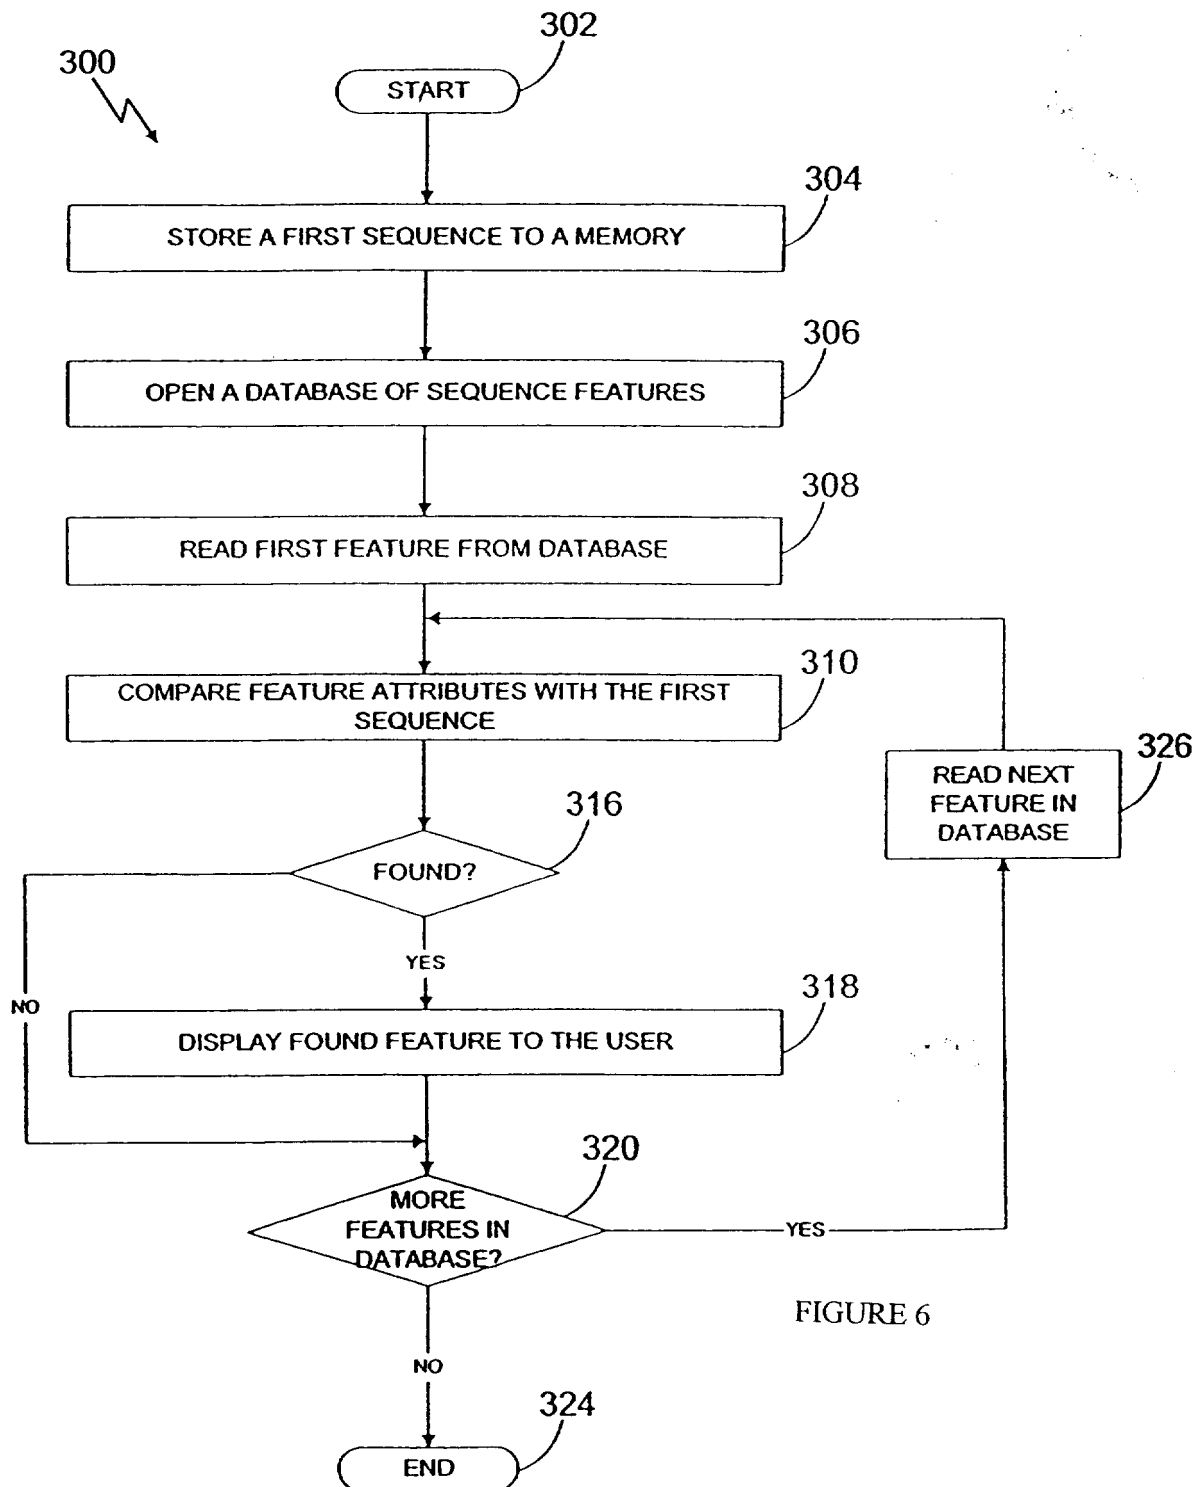 302
300
START
304
STORE A FIRST SEQUENCE TO A MEMORY
306
OPEN A DATABASE OF SEQUENCE FEATURES
308
READ FIRST FEATURE FROM DATABASE
310
COMPARE FEATURE ATTRIBUTES WITH THE FIRST
SEQUENCE
326
READ NEXT
FEATURE IN
DATABASE
316
FOUND?
YES
NO
318
DISPLAY FOUND FEATURE TO THE USER
320
MORE
FEATURES IN
DATABASE?
YES
FIGURE 6
NO
324
END